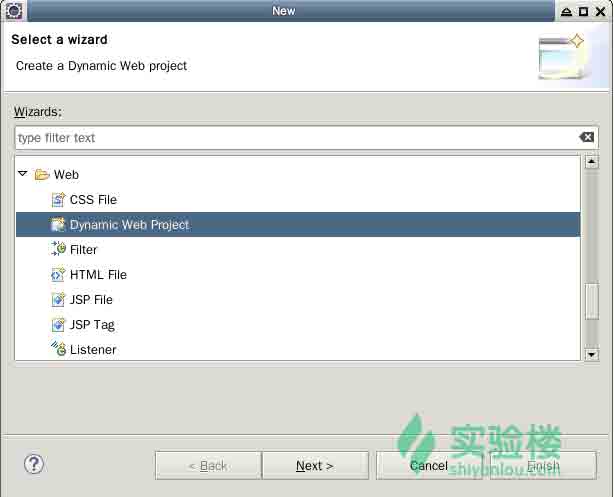 New
Select a wizard
Create a Dynamic Web project
Wizards:
type filter text
Web
CSS File
Dynamic Web Project
Filter
HTML File
JSP File
JSP Tag
Listener
实验楼
shiyanlou.com
? < Back Next > Cancel Finish